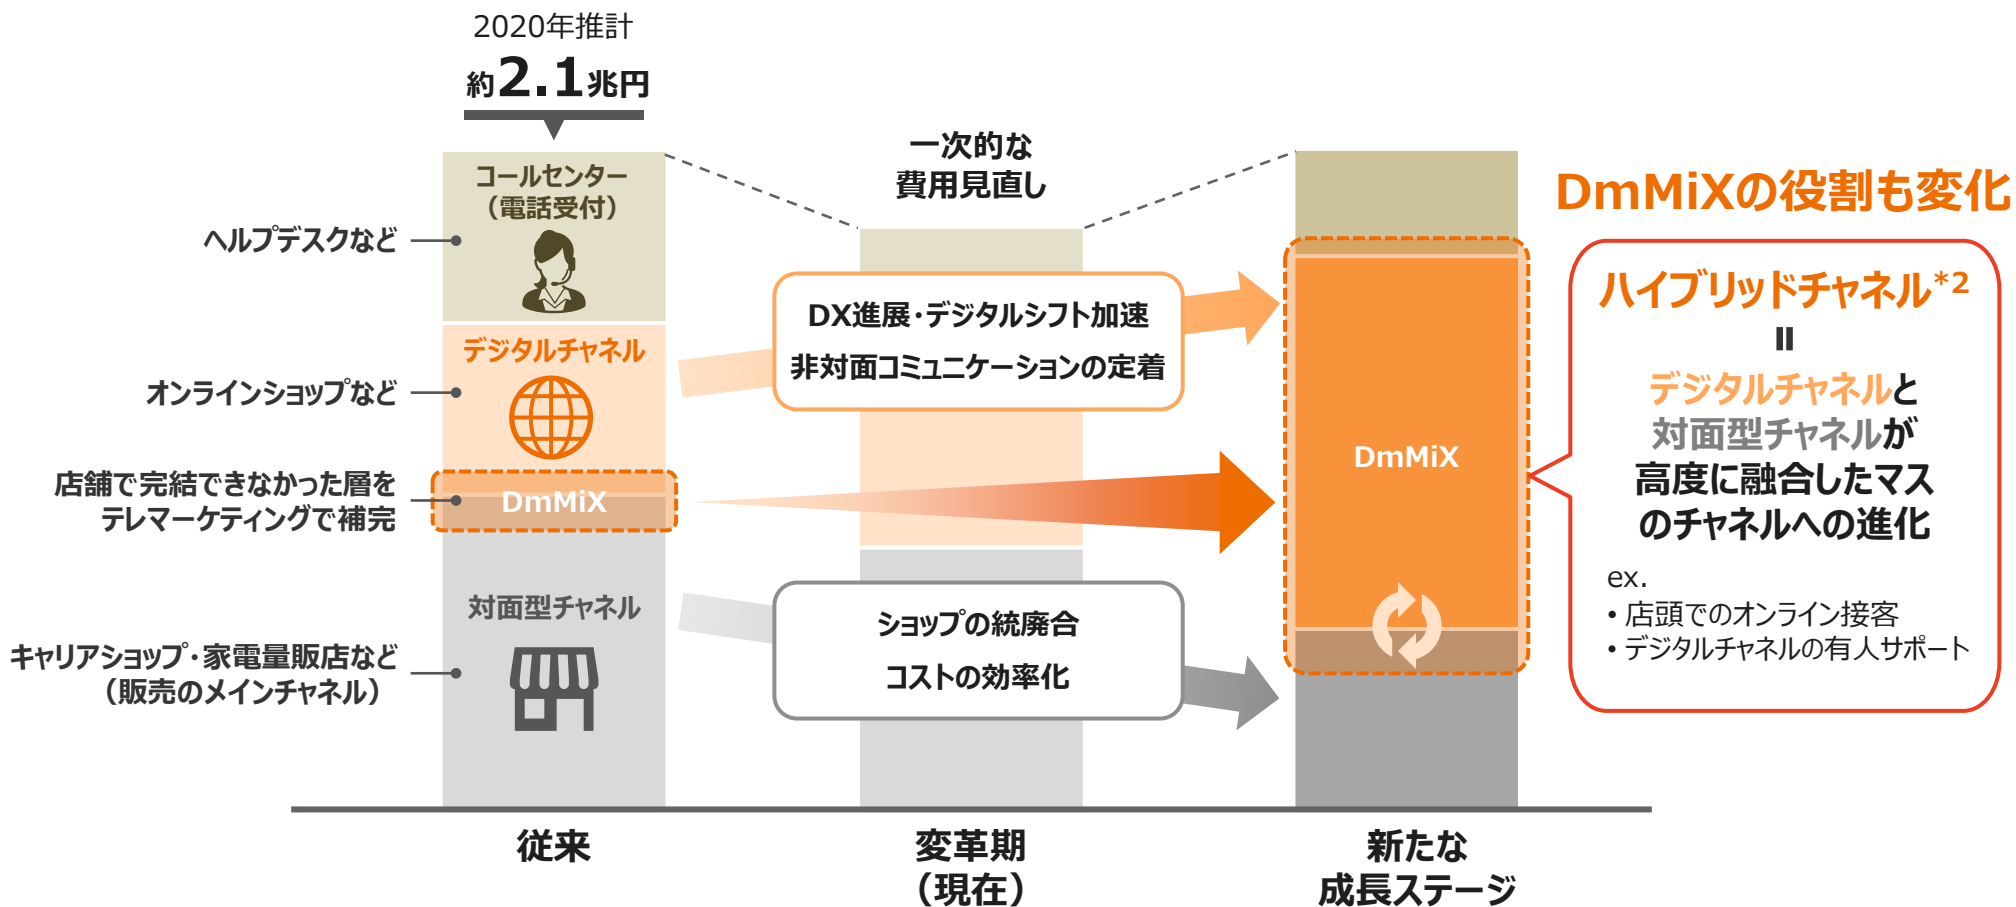 2020年推計
約2.1兆円
コールセンター
（電話受付）
ヘルプデスクなど
デジタルチャネル
オンラインショップなど
店舗で完結できなかった層を
テレマーケティングで補完
DmMiX
対面型チャネル
キャリアショップ・家電量販店など
（販売のメインチャネル）
従来
一次的な
費用見直し
DX進展・デジタルシフト加速
非対面コミュニケーションの定着
ショップの統廃合
コストの効率化
変革期
（現在）
DmMiX
新たな
成長ステージ
DmMiXの役割も変化
ハイブリッドチャネル*2
=
デジタルチャネルと
対面型チャネルが
高度に融合したマス
のチャネルへの進化
ex.
• 店頭でのオンライン接客
• デジタルチャネルの有人サポート